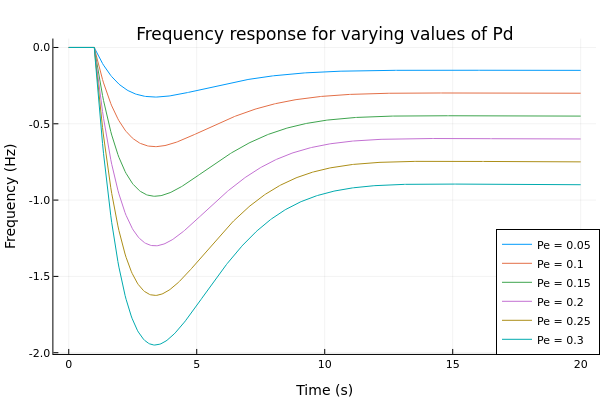 Frequency response for varying values of Pd
Frequency (Hz)
0.0
-0.5
-1.0
-1.5
-2.0
0
5
10
15
20
Time (s)
Pe = 0.05
Pe = 0.1
Pe = 0.15
Pe = 0.2
Pe = 0.25
Pe = 0.3